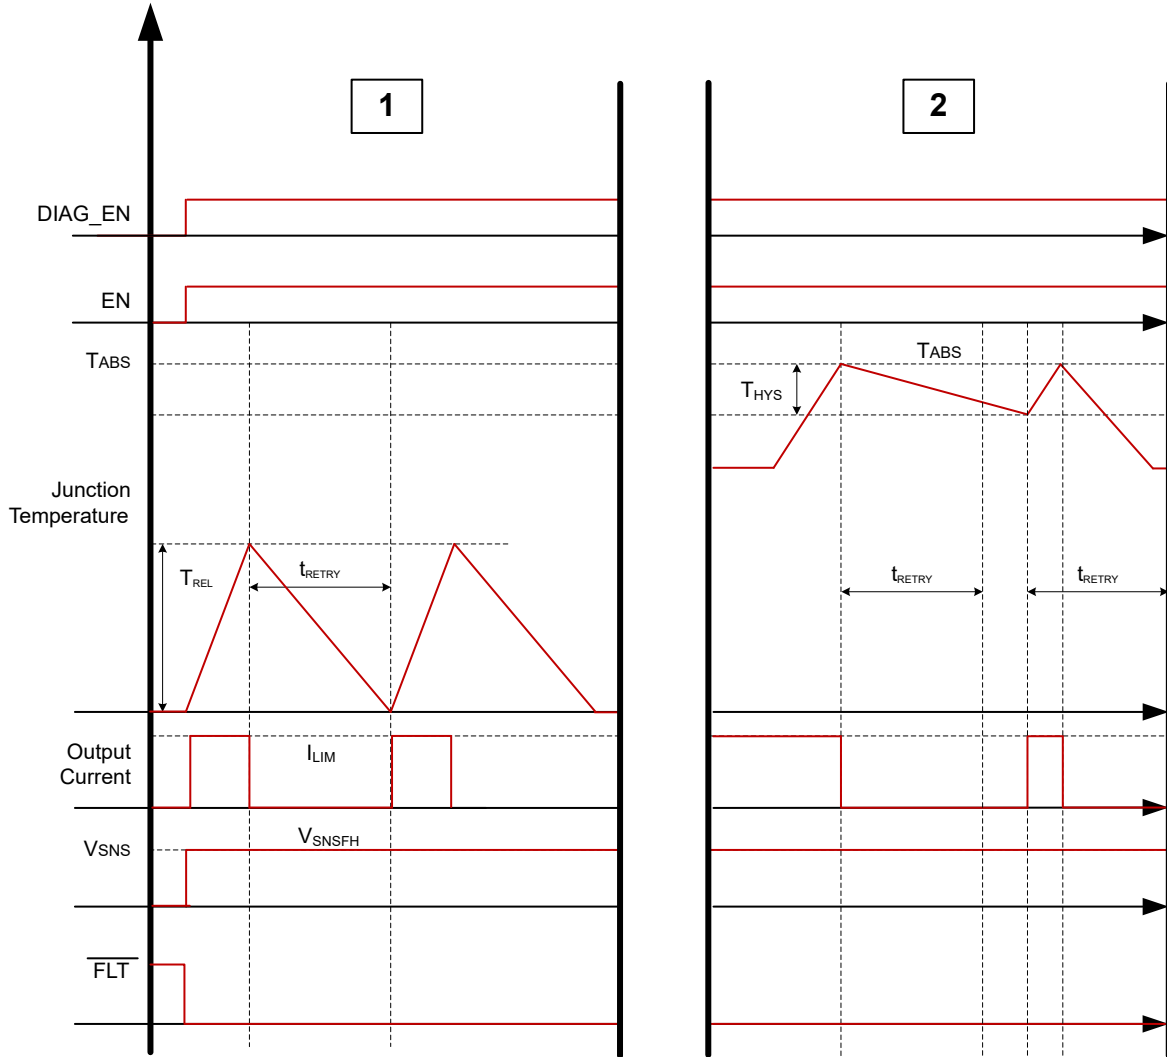 1
2
DIAG_EN
EN
TABS
TABS
THYS
Junction
Temperature
TREL
tRETRY
tRETRY
tRETRY
Output
Current
ILIM
VSNS
VSNSFH
FLT